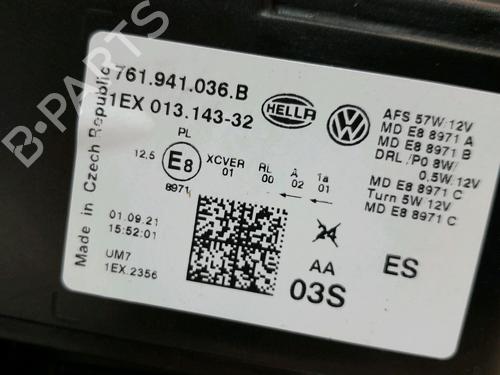 B-PARTS
Made in Czech Republic
761.941.036.B
1EX 013.143-32
HELLA
VW
AFS 57W/12V
MD E8 8971 A
MD E8 8971 B
DRL/P0 8W/
0,5W/12V
MD E8 8971 C
Turn 5W 12V
MD E8 8971 C
PL
12,5
E8
8971
XCVER
01
RL
00
A
02
1a
01
01.09.21
15:52:01
UM7
1EX.2356
24
AA
03S
ES